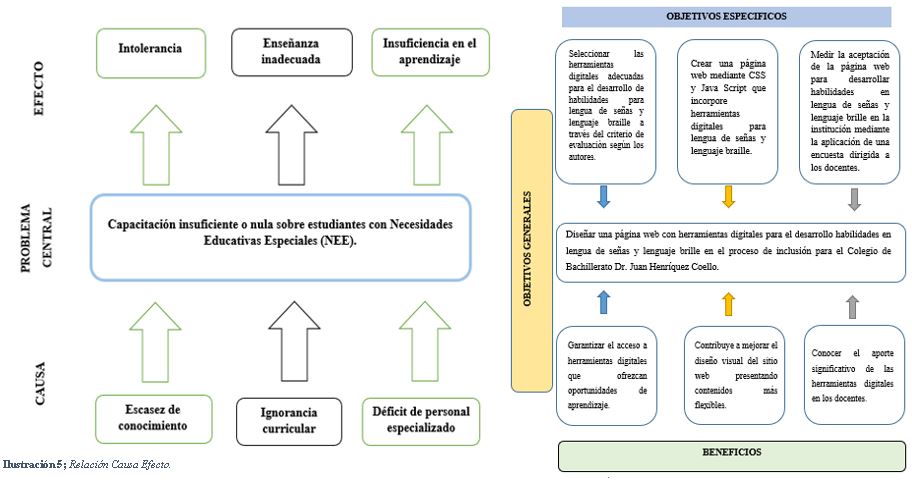 EFECTO
Intolerancia
Enseñanza
inadecuada
Insuficiencia en el
aprendizaje
PROBLEMA
CENTRAL
Capacitación insuficiente o nula sobre estudiantes con Necesidades
Educativas Especiales (NEE).
CAUSA
Escasez de
conocimiento
Ignorancia
curricular
Déficit de personal
especializado
Ilustración 5; Relación Causa Efecto.
OBJETIVOS ESPECIFICOS
Seleccionar las
herramientas
digitales adecuadas
para el desarrollo de
habilidades para
lengua de señas y
lenguaje braille a
través del criterio de
evaluación según los
autores.
Crear una página
web mediante CSS
y Java Script que
incorpore
herramientas
digitales para
lengua de señas y
lenguaje braille.
Medir la aceptación
de la página web
para desarrollar
habilidades en
lengua de señas y
lenguaje brille en la
institución mediante
la aplicación de una
encuesta dirigida a
los docentes.
OBJETIVOS GENERALES
Diseñar una página web con herramientas digitales para el desarrollo habilidades en
lengua de señas y lenguaje brille en el proceso de inclusión para el Colegio de
Bachillerato Dr. Juan Henríquez Coello.
Garantizar el acceso a
herramientas digitales
que ofrezcan
oportunidades de
aprendizaje.
Contribuye a mejorar el
diseño visual del sitio
web presentando
contenidos más
flexibles.
Conocer el aporte
significativo de las
herramientas digitales
en los docentes.
BENEFICIOS